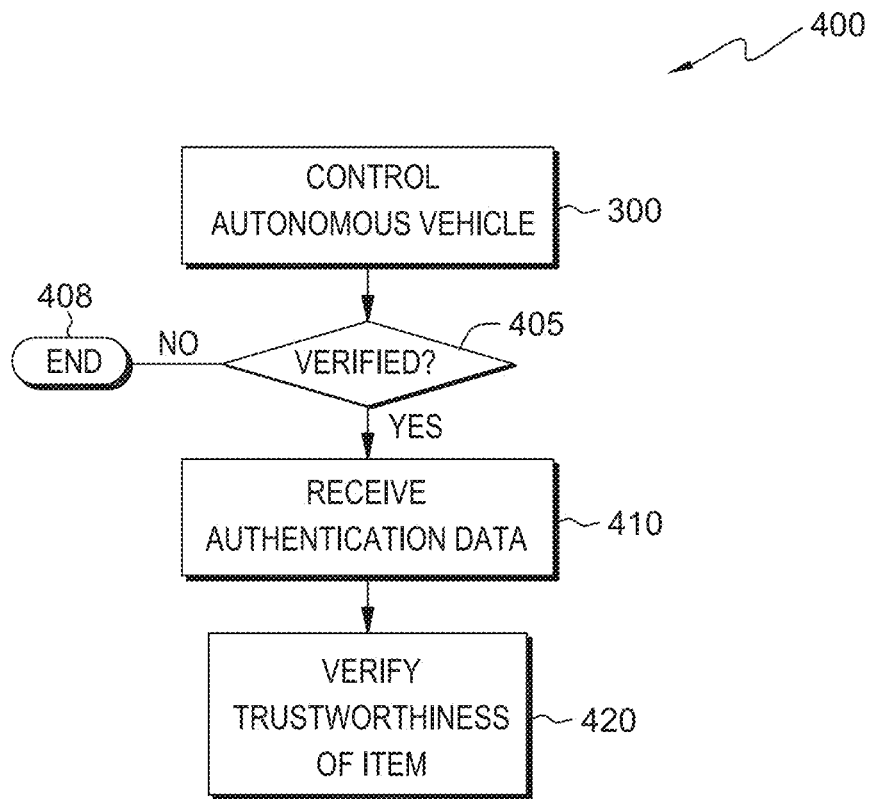 400
CONTROL
AUTONOMOUS VEHICLE
300
408
END
NO
VERIFIED?
405
YES
RECEIVE
AUTHENTICATION DATA
410
VERIFY
TRUSTWORTHINESS
OF ITEM
420